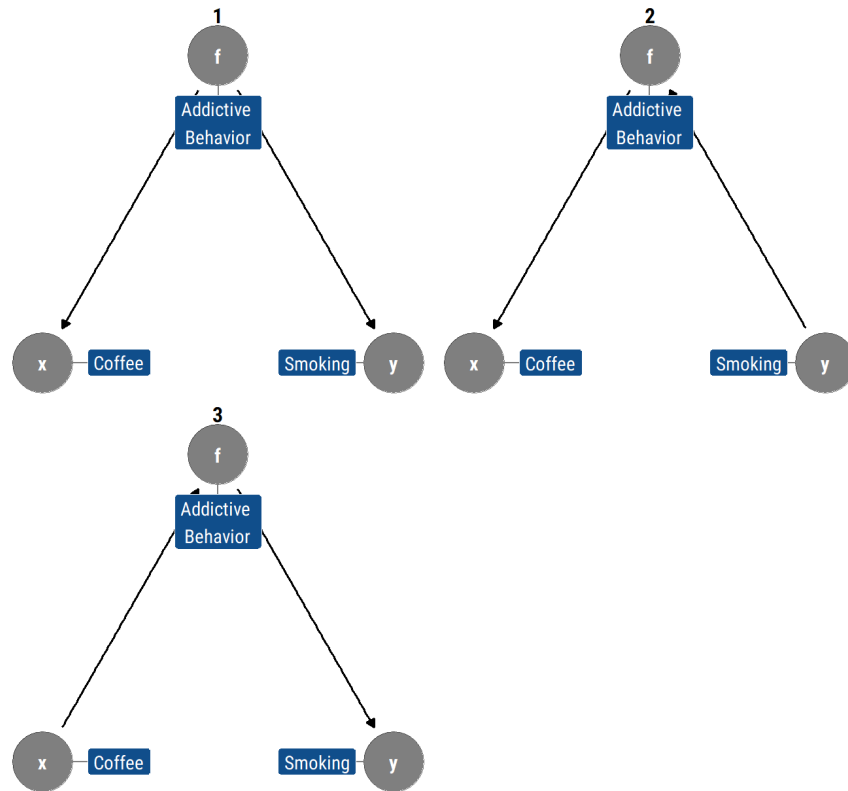 1
f
Addictive
Behavior
x
Coffee
Smoking
y
2
f
Addictive
Behavior
x
Coffee
Smoking
y
3
f
Addictive
Behavior
x
Coffee
Smoking
y